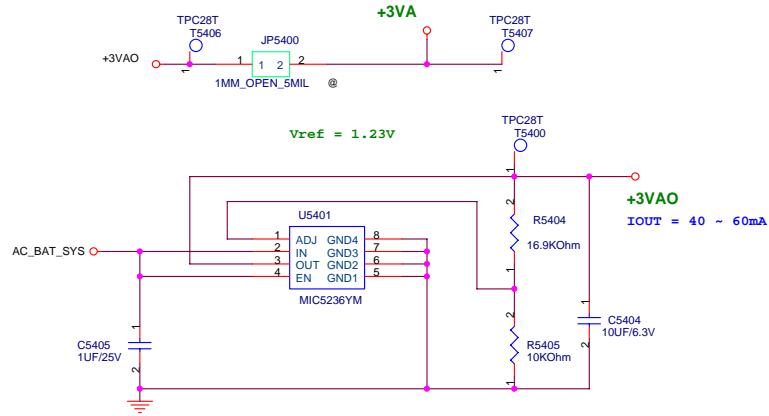 TPC28T
T5406
+3VAO
1
1
JP5400
1 2
2
1MM_OPEN_5MIL
@
+3VA
TPC28T
T5407
1
Vref = 1.23V
TPC28T
T5400
1
+3VAO
IOUT = 40 ~ 60mA
2
R5404
16.9KOhm
1
U5401
1 ADJ GND4 8
2 IN GND3 7
3 OUT GND2 6
4 EN GND1 5
MIC5236YM
AC_BAT_SYS
1
C5405
1UF/25V
2
2
R5405
10KOhm
1
1
C5404
10UF/6.3V
2